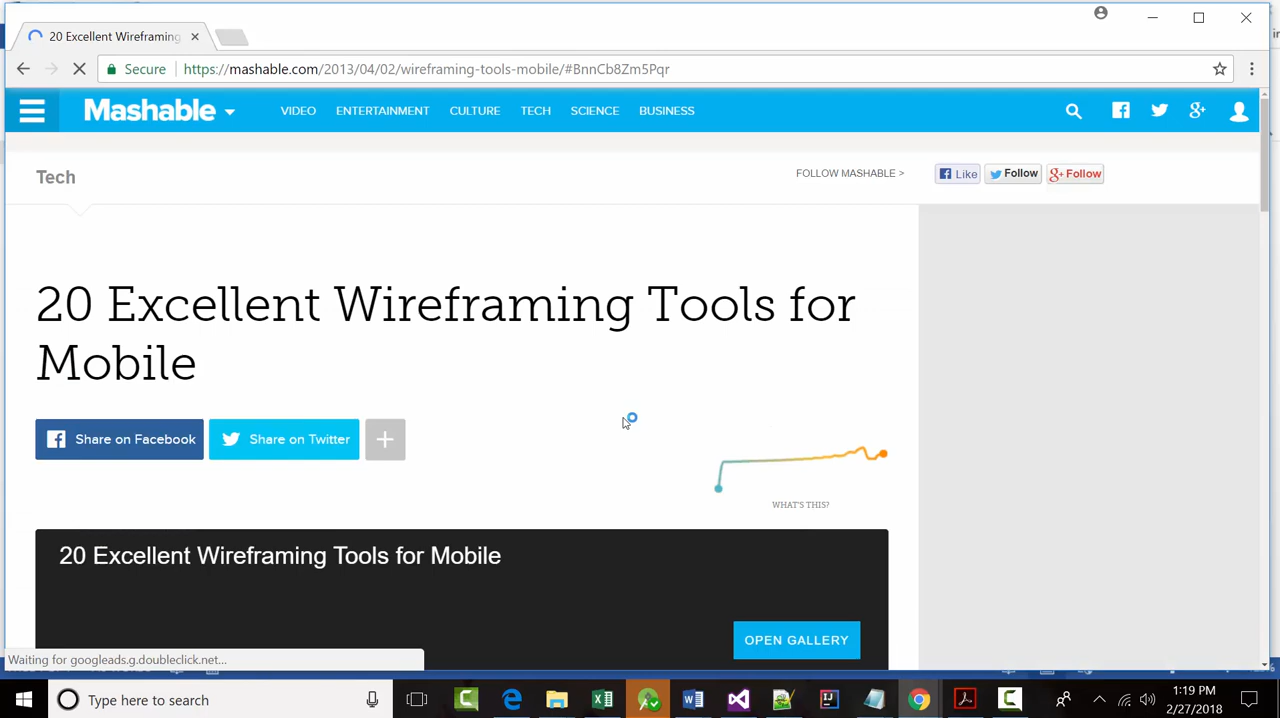 20 Excellent Wireframing
Secure https://mashable.com/2013/04/02/wireframing-tools-mobile/#BnnCb8Zm5Pqr
Mashable VIDEO ENTERTAINMENT CULTURE TECH SCIENCE BUSINESS
Tech FOLLOW MASHABLE > Like Follow Follow
20 Excellent Wireframing Tools for
Mobile
Share on Facebook Share on Twitter
WHAT'S THIS?
20 Excellent Wireframing Tools for Mobile
OPEN GALLERY
Waiting for googleads.g.doubleclick.net...
Type here to search
1:19 PM
2/27/2018